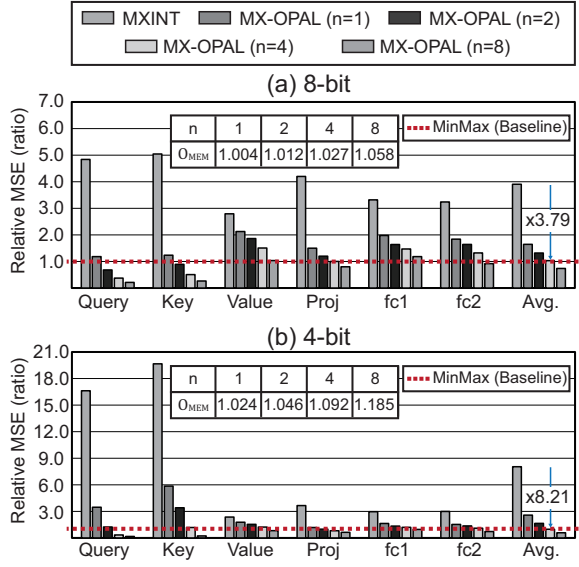 MXINT MX-OPAL (n=1) MX-OPAL (n=2)
MX-OPAL (n=4) MX-OPAL (n=8)
(a) 8-bit
Relative MSE (ratio)
7.0
6.0
5.0
4.0
3.0
2.0
1.0
n 1 2 4 8
OMEM 1.004 1.012 1.027 1.058
MinMax (Baseline)
x3.79
Query Key Value Proj fc1 fc2 Avg.
(b) 4-bit
Relative MSE (ratio)
21.0
18.0
15.0
12.0
9.0
6.0
3.0
n 1 2 4 8
OMEM 1.024 1.046 1.092 1.185
MinMax (Baseline)
x8.21
Query Key Value Proj fc1 fc2 Avg.